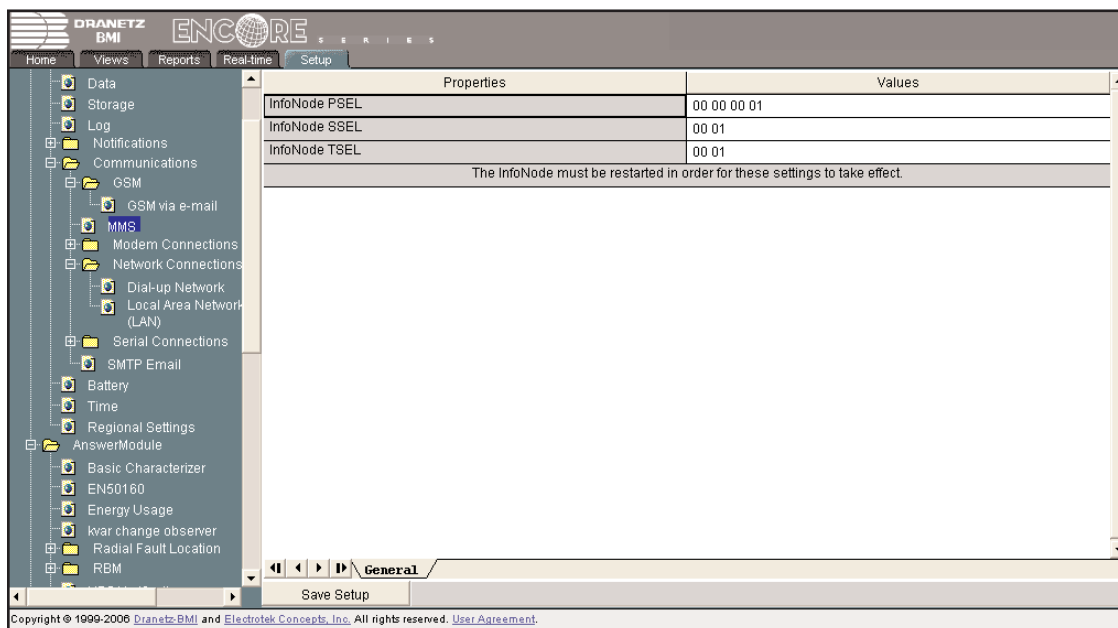 DRANETZ
BMI
ENCORE SERIES
Home Views Reports Real-time Setup
Data
Storage
Log
Notifications
Communications
GSM
GSM via e-mail
MMS
Modem Connections
Network Connections
Dial-up Network
Local Area Network
(LAN)
Serial Connections
SMTP Email
Battery
Time
Regional Settings
AnswerModule
Basic Characterizer
EN50160
Energy Usage
kvar change observer
Radial Fault Location
RBM
Properties Values
InfoNode PSEL 00 00 00 01
InfoNode SSEL 00 01
InfoNode TSEL 00 01
The InfoNode must be restarted in order for these settings to take effect.
General
Save Setup
Copyright © 1999-2006 Dranetz-BMI and Electrotek Concepts, Inc. All rights reserved. User Agreement.